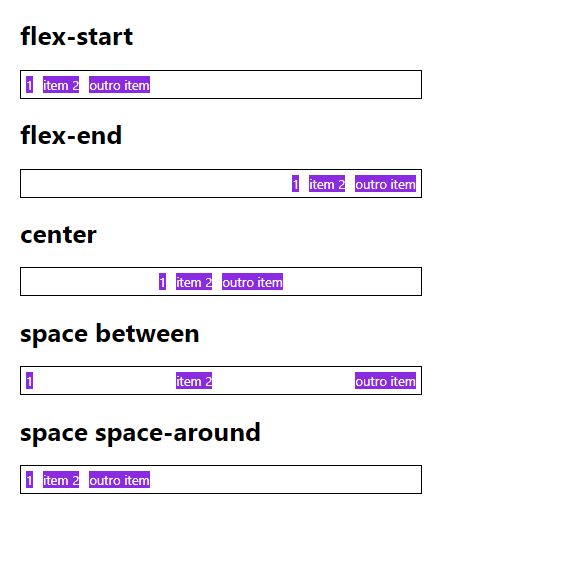 flex-start
1 item 2 outro item
flex-end
1 item 2 outro item
center
1 item 2 outro item
space between
1 item 2 outro item
space space-around
1 item 2 outro item